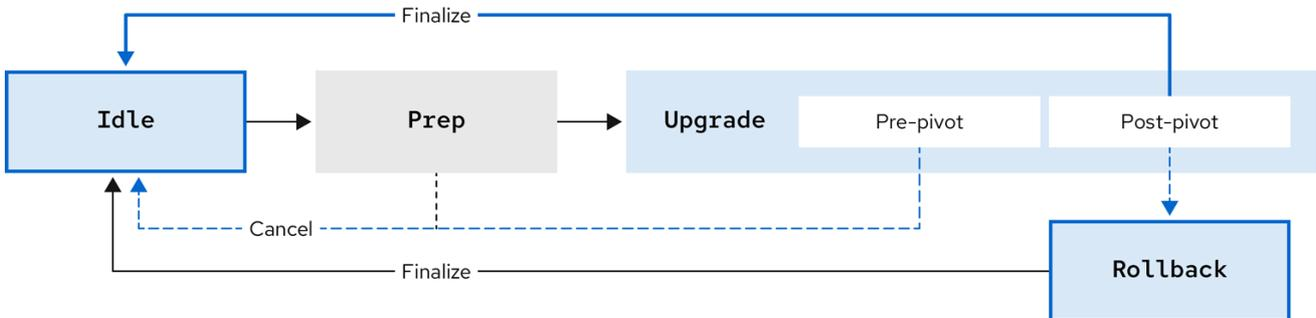 Finalize
Idle
Prep
Upgrade
Pre-pivot
Post-pivot
Cancel
Finalize
Rollback